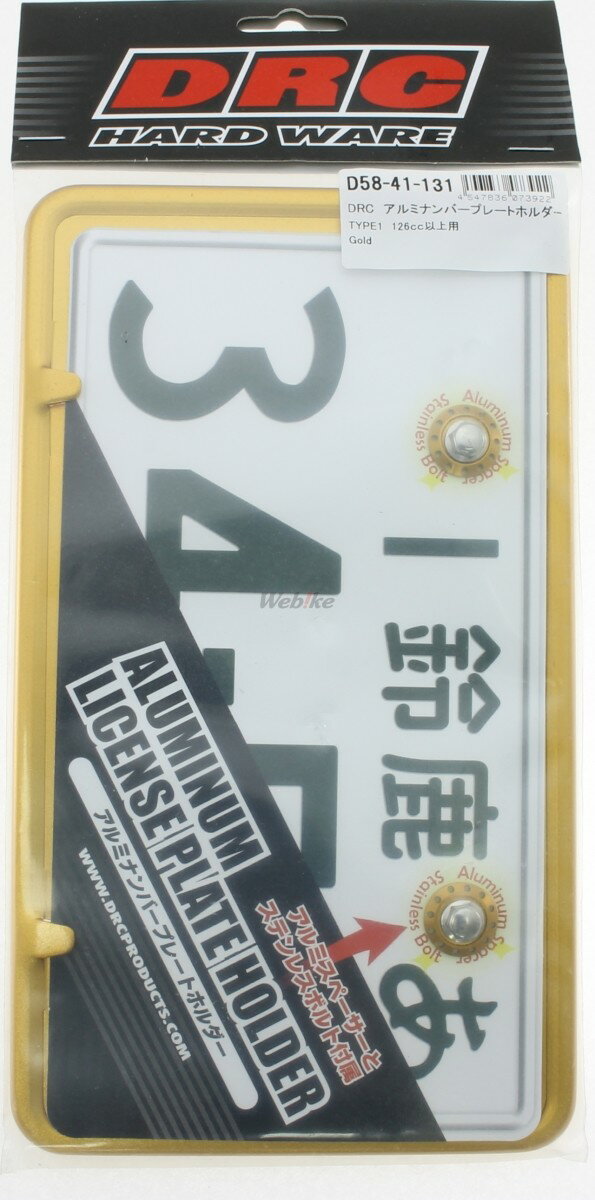 DRC
HARD WARE
D58-41-131
4 547836 073922
DRC アルミナンバープレートホルダー
TYPE1 126cc以上用
Gold
1 鈴鹿 あ
34-5
Aluminum Spacer
Stainless Bolt
Aluminum Spacer
Stainless Bolt
Webike
ALUMINUM
LICENSE PLATE HOLDER
アルミナンバープレートホルダー
WWW.DRCPRODUCTS.COM
アルミスペーサーと
ステンレスボルト付属